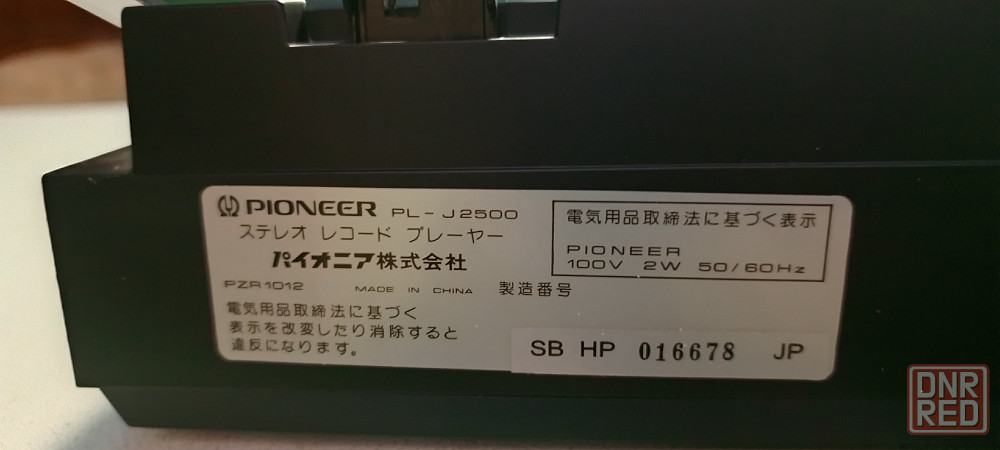 PIONEER PL-J2500
ステレオ レコード プレーヤー
パイオニア株式会社
電気用品取締法に基づく表示
PIONEER
100V 2W 50/60Hz
PZR1012 MADE IN CHINA 製造番号
電気用品取締法に基づく
表示を改変したり消除すると
違反になります。
SB HP 016678 JP
DNR
RED